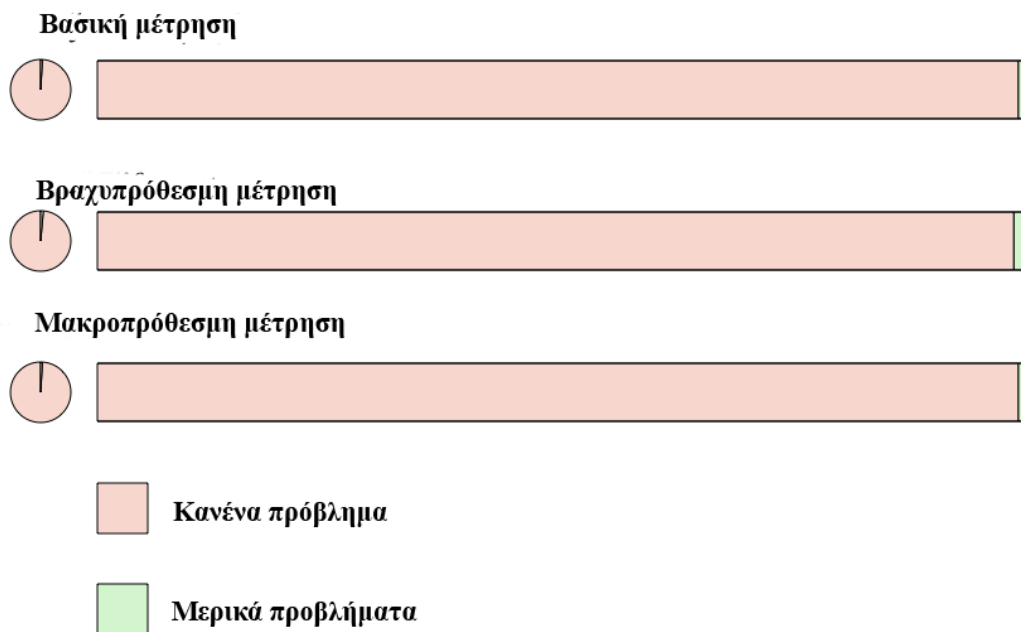 Βασική μέτρηση
Βραχυπρόθεσμη μέτρηση
Μακροπρόθεσμη μέτρηση
Κανένα πρόβλημα
Μερικά προβλήματα